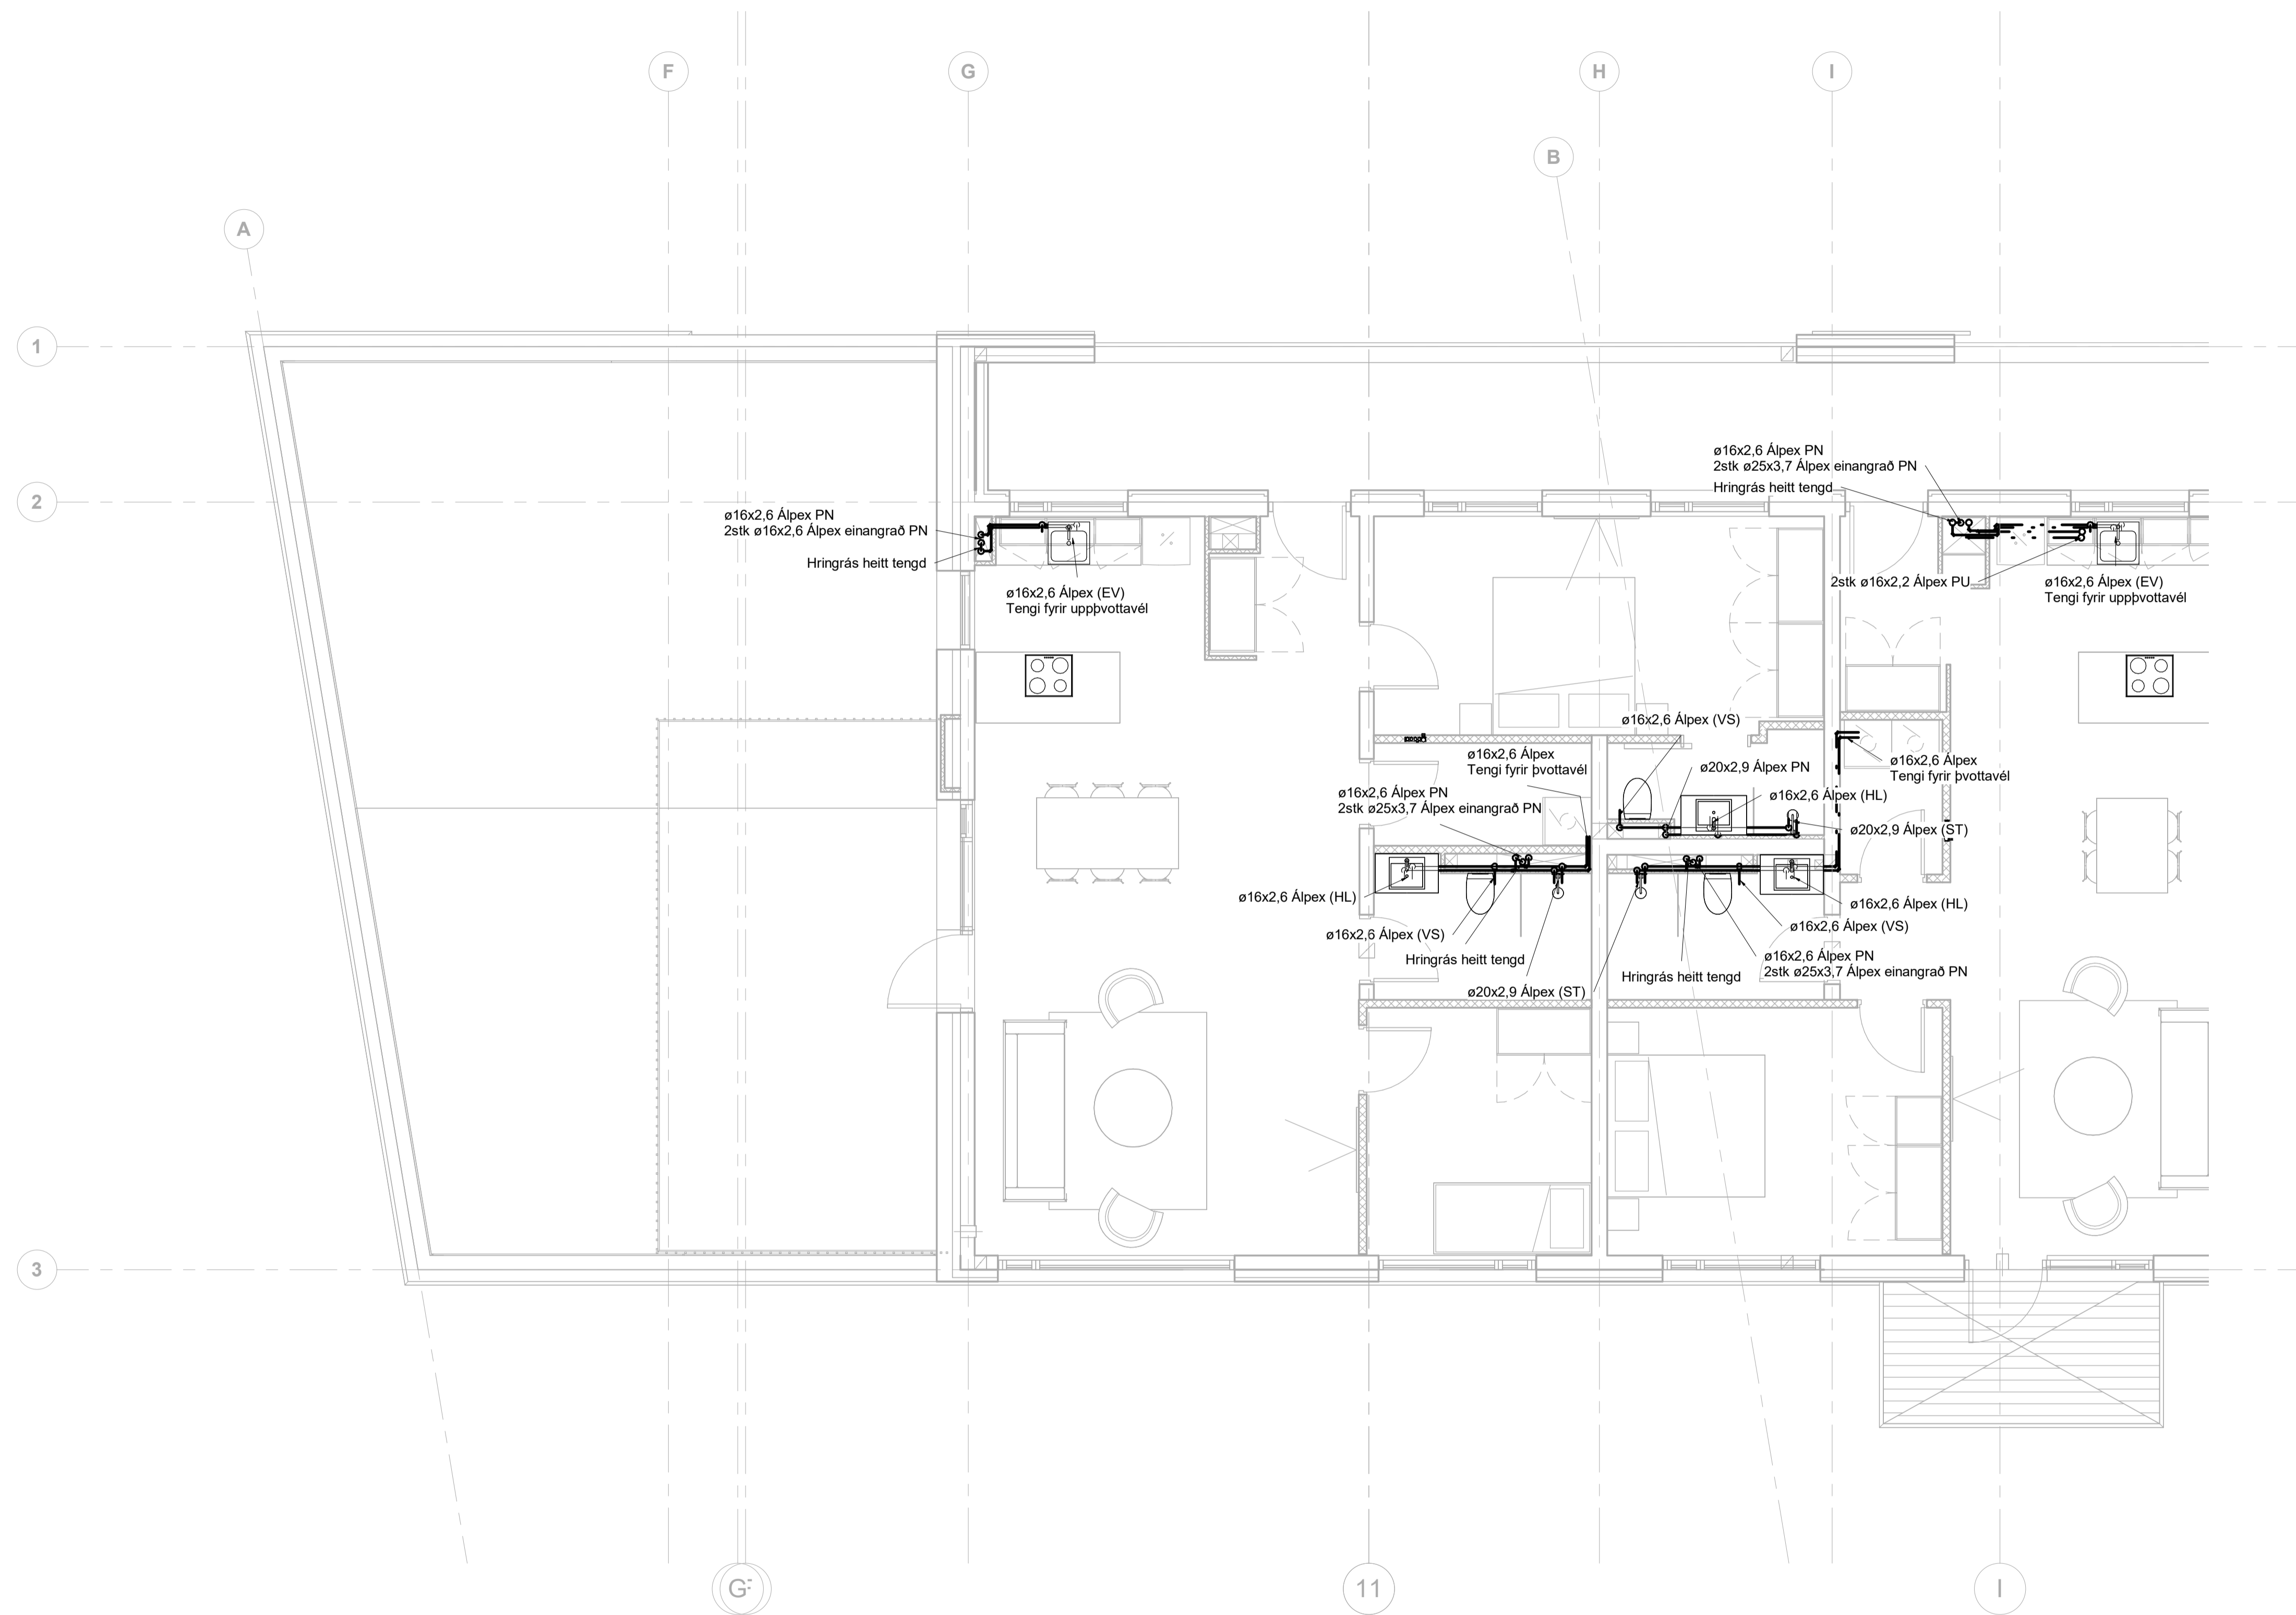 F
G
H
I
B
A
1
ø16x2,6 Álpex PN
2stk ø25x3,7 Álpex einangrað PN
Hringrás heitt tengd
2
ø16x2,6 Álpex PN
2stk ø16x2,6 Álpex einangrað PN
Hringrás heitt tengd
ø16x2,6 Álpex (EV)
Tengi fyrir uppþvottavél
2stk ø16x2,2 Álpex PU
ø16x2,6 Álpex (EV)
Tengi fyrir uppþvottavél
ø16x2,6 Álpex (VS)
ø16x2,6 Álpex
Tengi fyrir þvottavél
ø20x2,9 Álpex PN
ø16x2,6 Álpex
Tengi fyrir þvottavél
ø16x2,6 Álpex PN
2stk ø25x3,7 Álpex einangrað PN
ø16x2,6 Álpex (HL)
ø20x2,9 Álpex (ST)
ø16x2,6 Álpex (HL)
ø16x2,6 Álpex (HL)
ø16x2,6 Álpex (VS)
ø16x2,6 Álpex (VS)
Hringrás heitt tengd
ø16x2,6 Álpex PN
2stk ø25x3,7 Álpex einangrað PN
Hringrás heitt tengd
ø20x2,9 Álpex (ST)
3
G
11
I